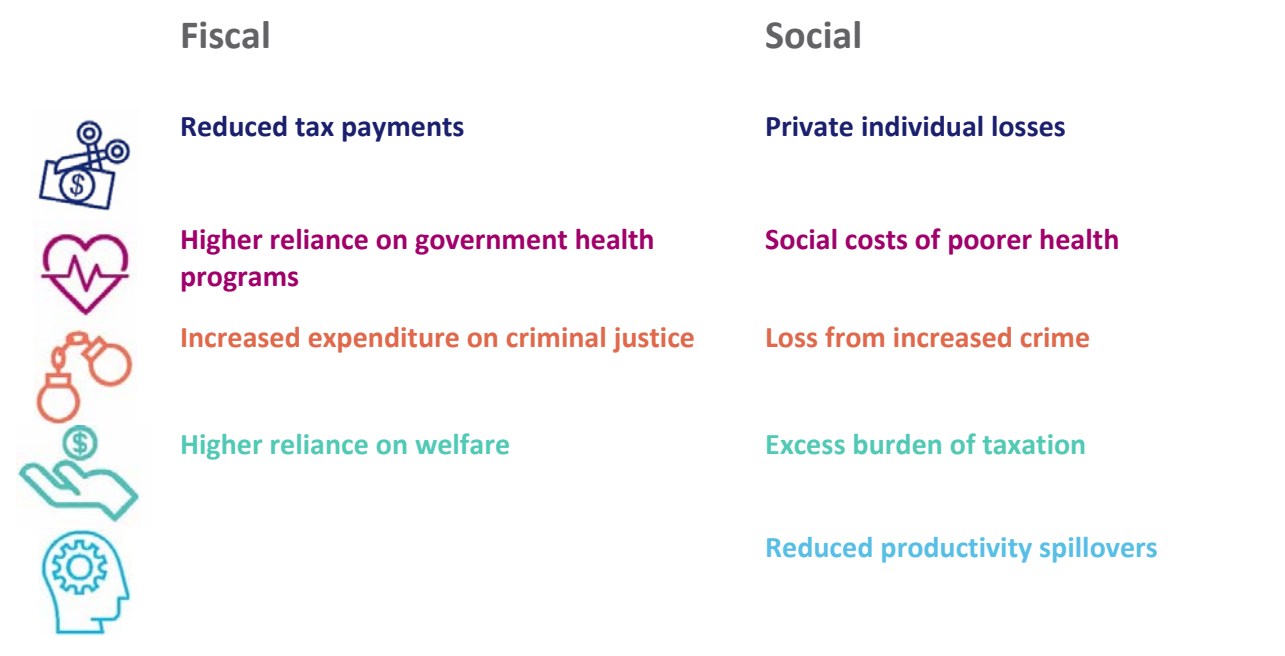 Fiscal
Social
Reduced tax payments
Private individual losses
$
Higher reliance on government health
programs
Social costs of poorer health
Increased expenditure on criminal justice
Loss from increased crime
$
Higher reliance on welfare
Excess burden of taxation
Reduced productivity spillovers